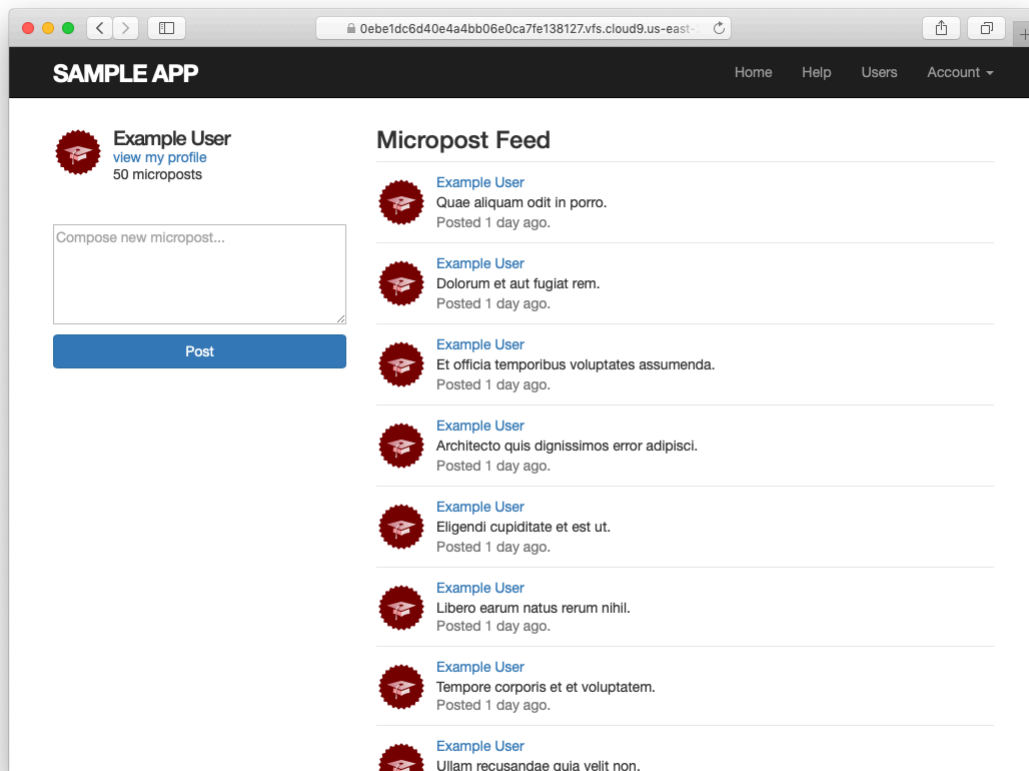 0ebe1dc6d40e4a4bb06e0ca7fe138127.vfs.cloud9.us-east-
SAMPLE APP
Home Help Users Account
Example User
view my profile
50 microposts
Compose new micropost...
Post
Micropost Feed
Example User
Quae aliquam odit in porro.
Posted 1 day ago.
Example User
Dolorum et aut fugiat rem.
Posted 1 day ago.
Example User
Et officia temporibus voluptates assumenda.
Posted 1 day ago.
Example User
Architecto quis dignissimos error adipisci.
Posted 1 day ago.
Example User
Eligendi cupiditate et est ut.
Posted 1 day ago.
Example User
Libero earum natus rerum nihil.
Posted 1 day ago.
Example User
Tempore corporis et et voluptatem.
Posted 1 day ago.
Example User
Ullam recusandae quia velit non.